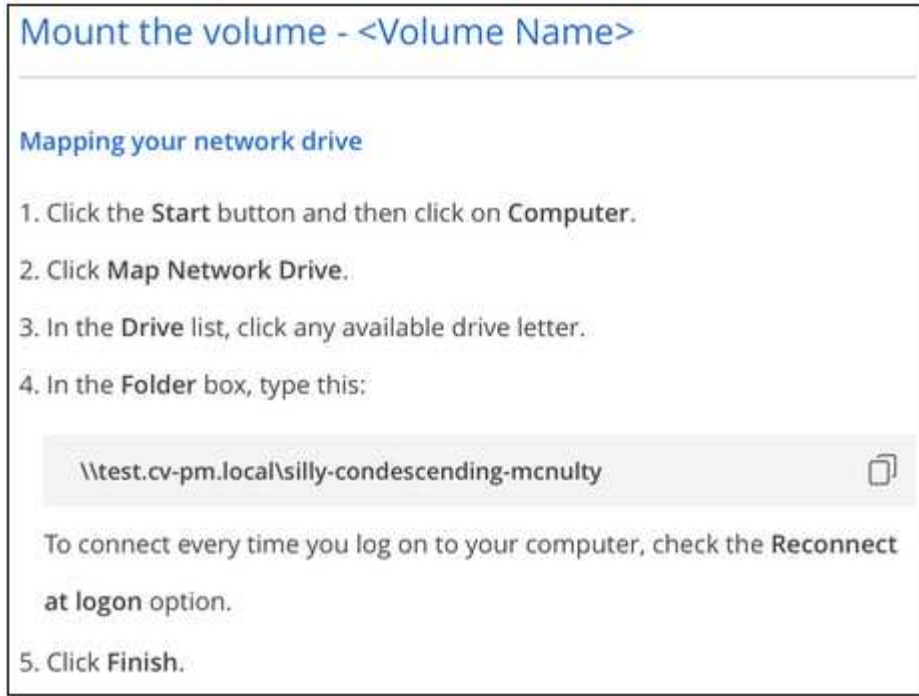 Mount the volume - <Volume Name>
Mapping your network drive
1. Click the Start button and then click on Computer.
2. Click Map Network Drive.
3. In the Drive list, click any available drive letter.
4. In the Folder box, type this:
\\test.cv-pm.local\silly-condescending-mcnulty
To connect every time you log on to your computer, check the Reconnect
at logon option.
5. Click Finish.